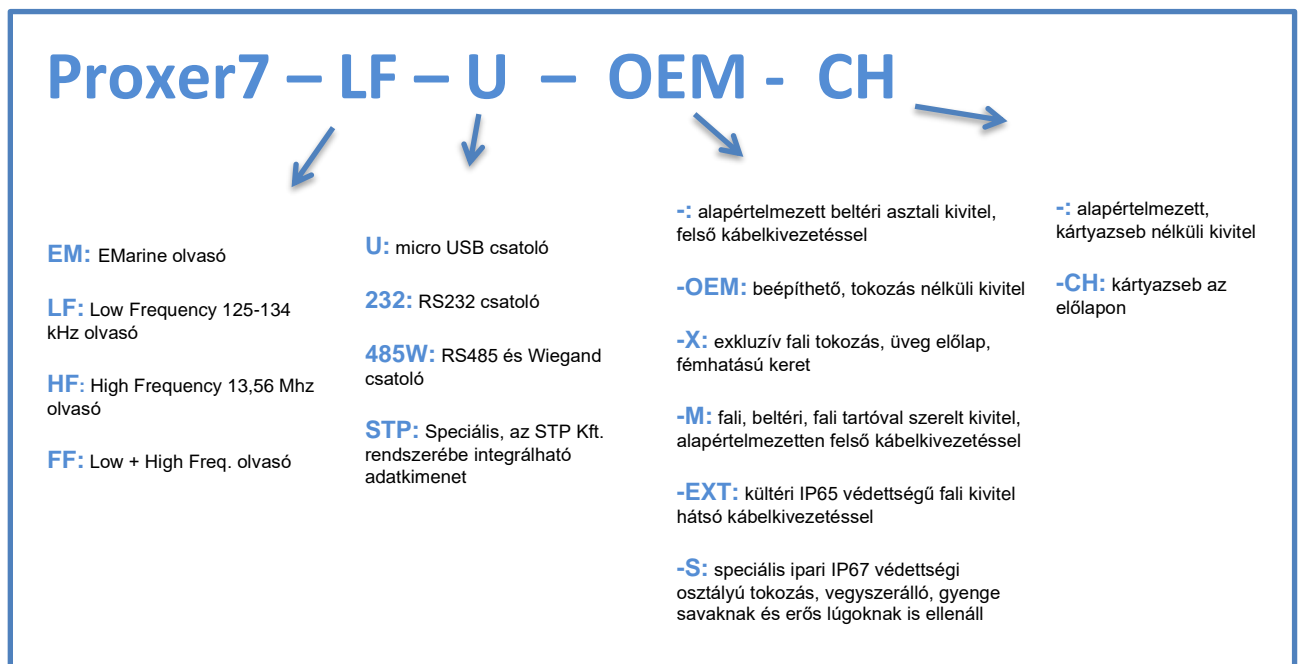 Proxer7 – LF – U – OEM - CH
EM: EMarine olvasó
LF: Low Frequency 125-134
kHz olvasó
HF: High Frequency 13,56 Mhz
olvasó
FF: Low + High Freq. olvasó
U: micro USB csatoló
232: RS232 csatoló
485W: RS485 és Wiegand
csatoló
STP: Speciális, az STP Kft.
rendszerébe integrálható
adatkimenet
-: alapértelmezett beltéri asztali kivitel,
felső kábelkivezetéssel
-OEM: beépíthető, tokozás nélküli kivitel
-X: exkluzív fali tokozás, üveg előlap,
fémhatású keret
-M: fali, beltéri, fali tartóval szerelt kivitel,
alapértelmezetten felső kábelkivezetéssel
-EXT: kültéri IP65 védettségű fali kivitel
hátsó kábelkivezetéssel
-S: speciális ipari IP67 védettségi
osztályú tokozás, vegyszerálló, gyenge
savaknak és erős lúgoknak is ellenáll
-: alapértelmezett,
kártyazseb nélküli kivitel
-CH: kártyazseb az
előlapon